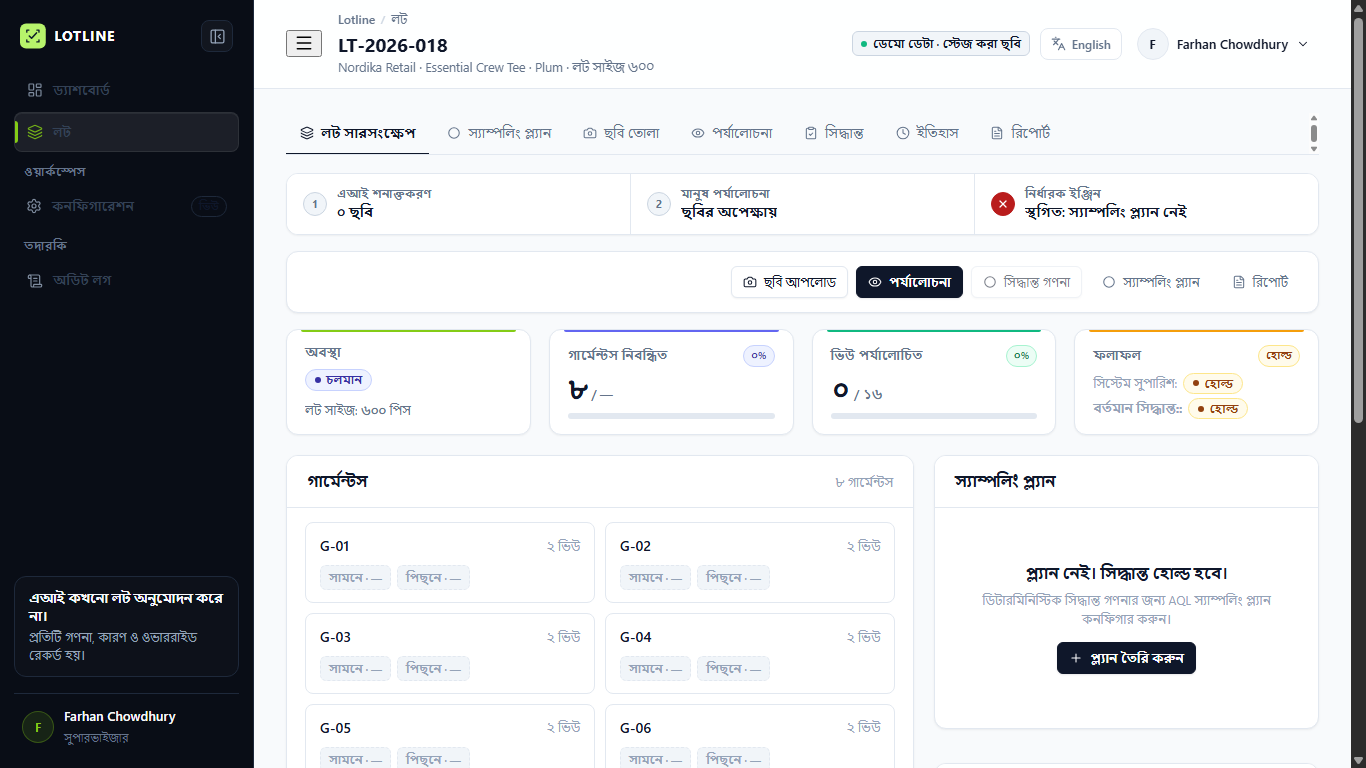 LOTLINE
ড্যাশবোর্ড
লট
ওয়ার্কস্পেস
কনফিগারেশন
তদারকি
অডিট লগ
এআই কখনো লট অনুমোদন করে
না।
প্রতিটি গণনা, কারণ ও ওভাররাইড
রেকর্ড হয়।
F
Farhan Chowdhury
সুপারভাইজার
Lotline / লট
LT-2026-018
Nordika Retail · Essential Crew Tee · Plum · লট সাইজ ৬০০
ডেমো ডেটা · স্টেজ করা ছবি
English
F
Farhan Chowdhury
লট সারসংক্ষেপ
স্যাম্পলিং প্ল্যান
ছবি তোলা
পর্যালোচনা
সিদ্ধান্ত
ইতিহাস
রিপোর্ট
1
এআই শনাক্তকরণ
০ ছবি
2
মানুষ পর্যালোচনা
ছবির অপেক্ষায়
নির্ধারক ইঞ্জিন
স্থগিত: স্যাম্পলিং প্ল্যান নেই
ছবি আপলোড
পর্যালোচনা
সিদ্ধান্ত গণনা
স্যাম্পলিং প্ল্যান
রিপোর্ট
অবস্থা
চলমান
লট সাইজ: ৬০০ পিস
গার্মেন্টস নিবন্ধিত
০%
৮ / —
ভিউ পর্যালোচিত
০%
০ / ১৬
ফলাফল
হোল্ড
সিস্টেম সুপারিশ: হোল্ড
বর্তমান সিদ্ধান্ত:: হোল্ড
গার্মেন্টস
৮ গার্মেন্টস
G-01
২ ভিউ
সামনে · —
পিছনে · —
G-02
২ ভিউ
সামনে · —
পিছনে · —
G-03
২ ভিউ
সামনে · —
পিছনে · —
G-04
২ ভিউ
সামনে · —
পিছনে · —
G-05
২ ভিউ
সামনে · —
পিছনে · —
G-06
২ ভিউ
সামনে · —
পিছনে · —
স্যাম্পলিং প্ল্যান
প্ল্যান নেই। সিদ্ধান্ত হোল্ড হবে।
ডিটারমিনিস্টিক সিদ্ধান্ত গণনার জন্য AQL স্যাম্পলিং প্ল্যান
কনফিগার করুন।
+ প্ল্যান তৈরি করুন